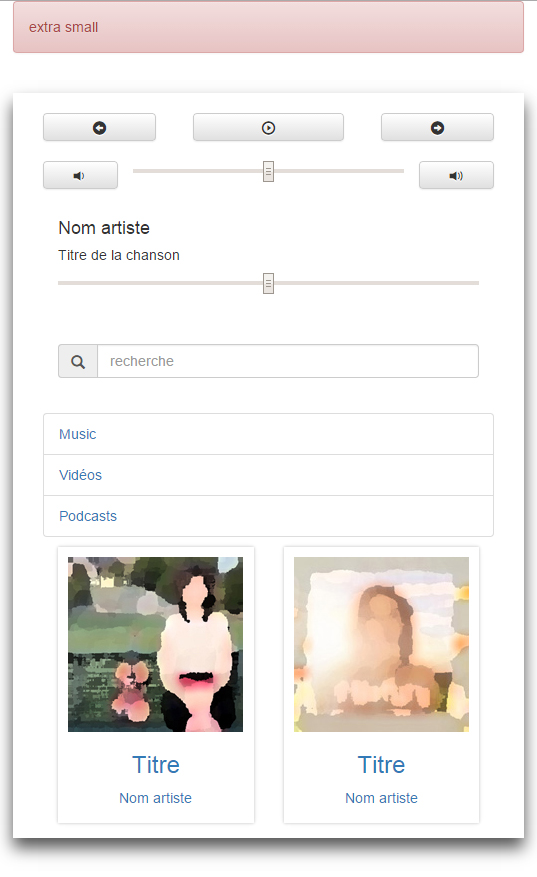 extra small
Nom artiste
Titre de la chanson
recherche
Music
Vidéos
Podcasts
Titre
Nom artiste
Titre
Nom artiste